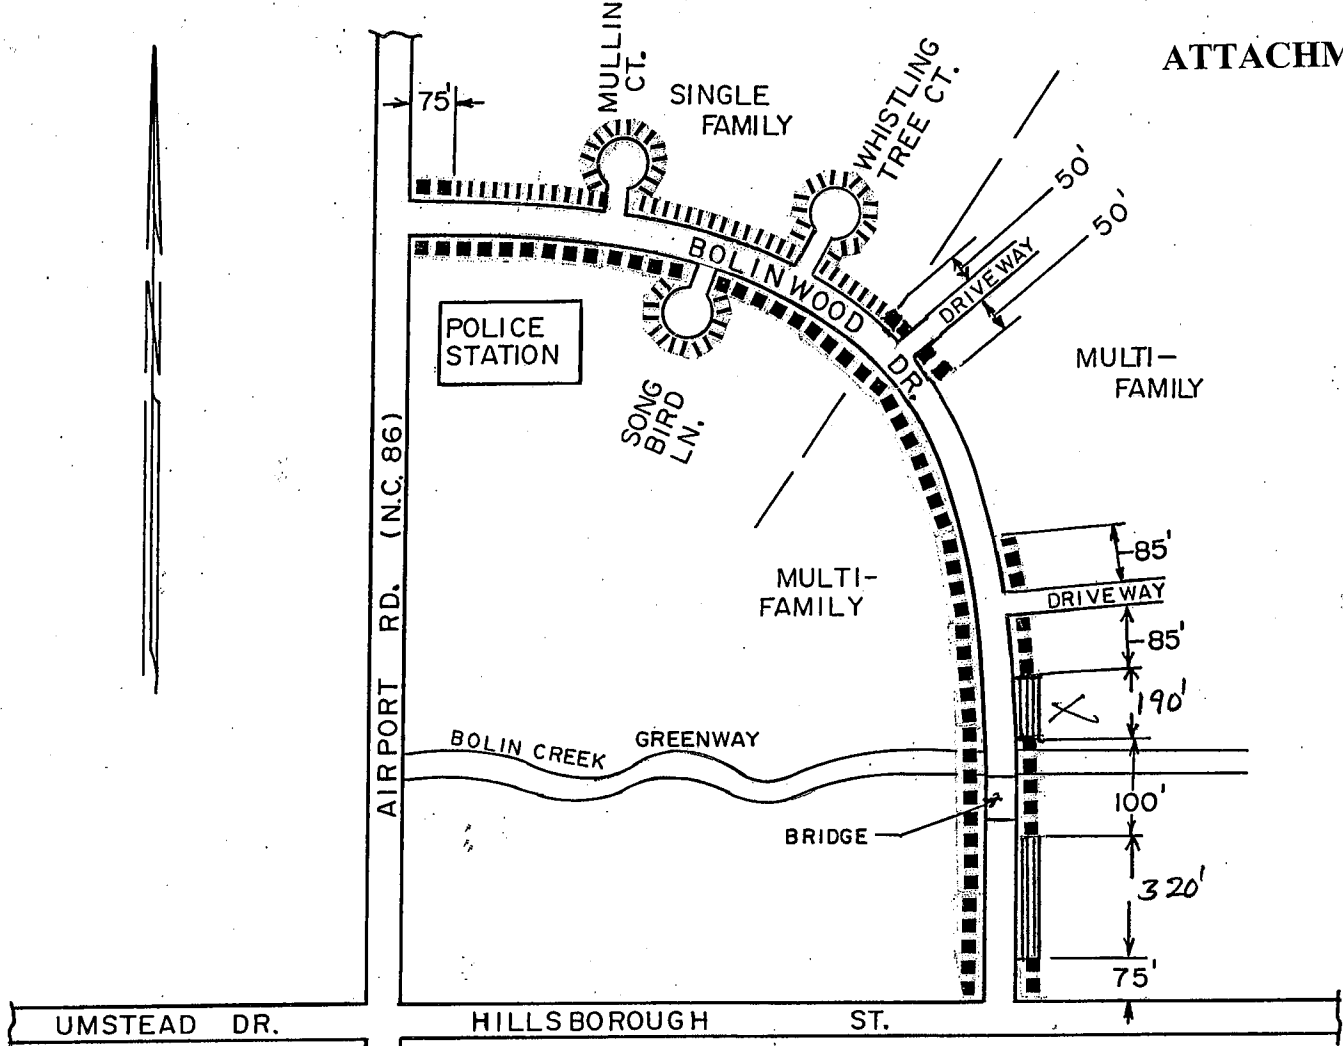 ATTACHM
MULLIN
CT.
SINGLE
FAMILY
WHISTLING
TREE CT.
75'
50'
50'
DRIVEWAY
BOLINWOOD DR.
POLICE
STATION
SONG
BIRD
LN.
MULTI-
FAMILY
AIRPORT RD. (N.C. 86)
MULTI-
FAMILY
85'
DRIVEWAY
85'
190'
X
BOLIN CREEK GREENWAY
100'
BRIDGE
320'
75'
UMSTEAD DR.
HILLSBOROUGH ST.